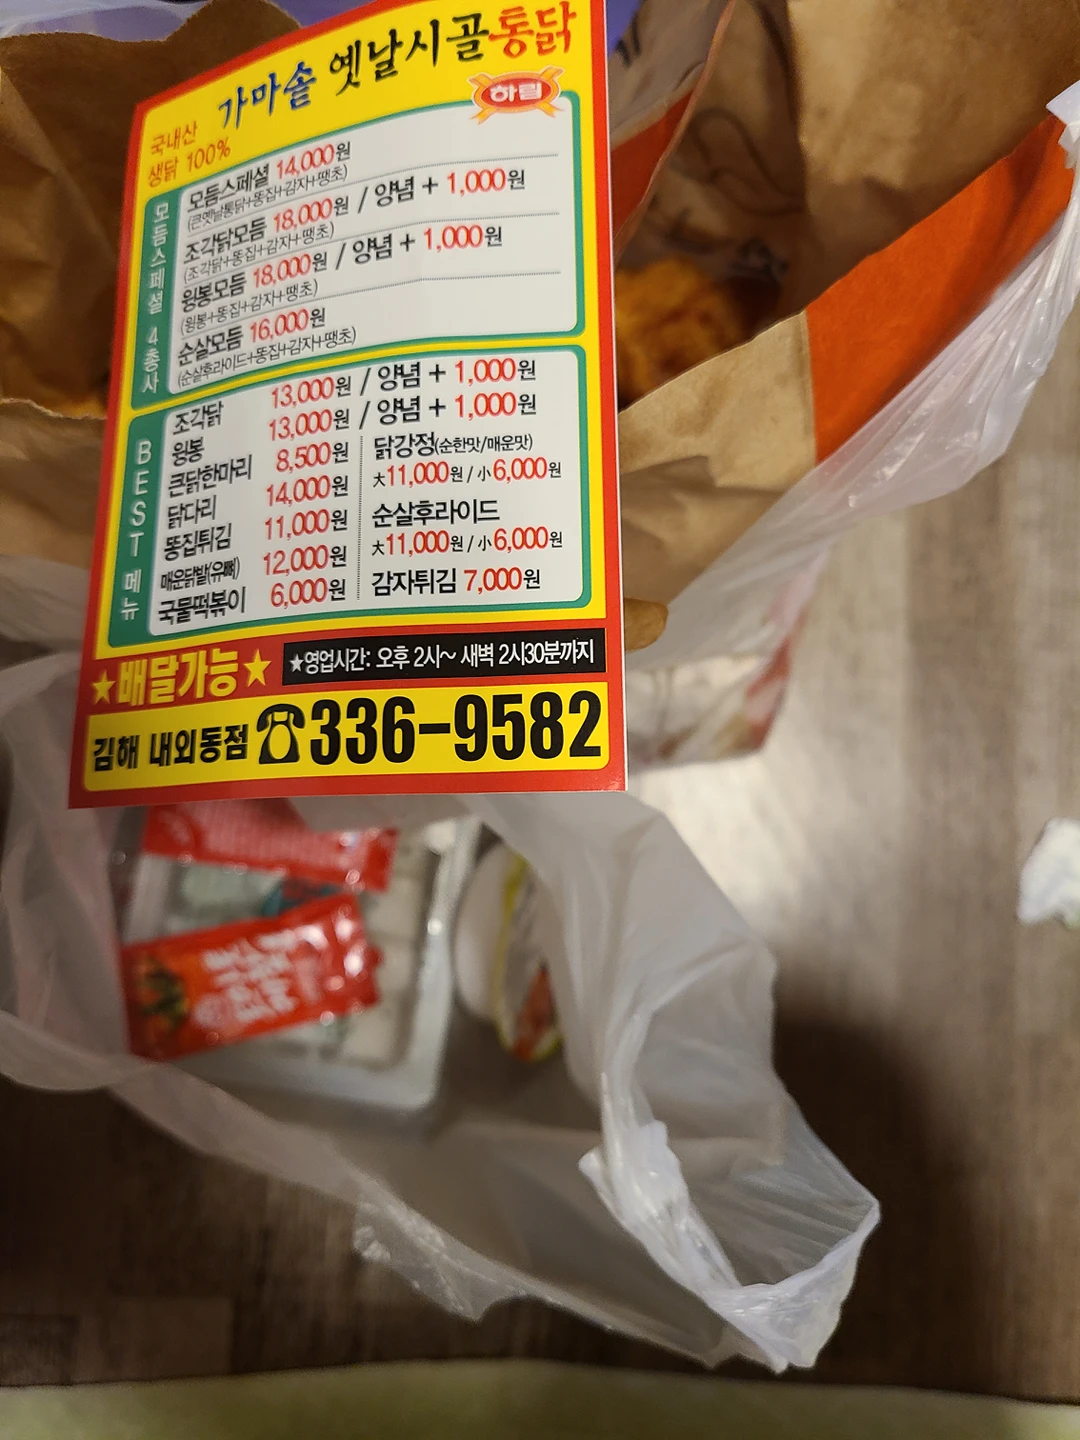 가마솥 옛날시골통닭
하림
국내산
생닭 100%
모둠스페셜 4총사
모둠스페셜 14,000원
(큰옛날통닭+똥집+감자+땡초)
조각닭모둠 18,000원 / 양념 + 1,000원
(조각닭+똥집+감자+땡초)
윙봉모듬 18,000원 / 양념 + 1,000원
(윙봉+똥집+감자+땡초)
순살모듬 16,000원
(순살후라이드+똥집+감자+땡초)
BEST 메뉴
조각닭 13,000원 / 양념 + 1,000원
윙봉 13,000원 / 양념 + 1,000원
큰닭한마리 8,500원
닭다리 14,000원
똥집튀김 11,000원
매운닭발(유뼈) 12,000원
국물떡볶이 6,000원
닭강정(순한맛/매운맛)
大11,000원 / 小6,000원
순살후라이드
大11,000원 / 小6,000원
감자튀김 7,000원
★배달가능★
★영업시간: 오후 2시~ 새벽 2시30분까지
김해 내외동점 ☎336-9582